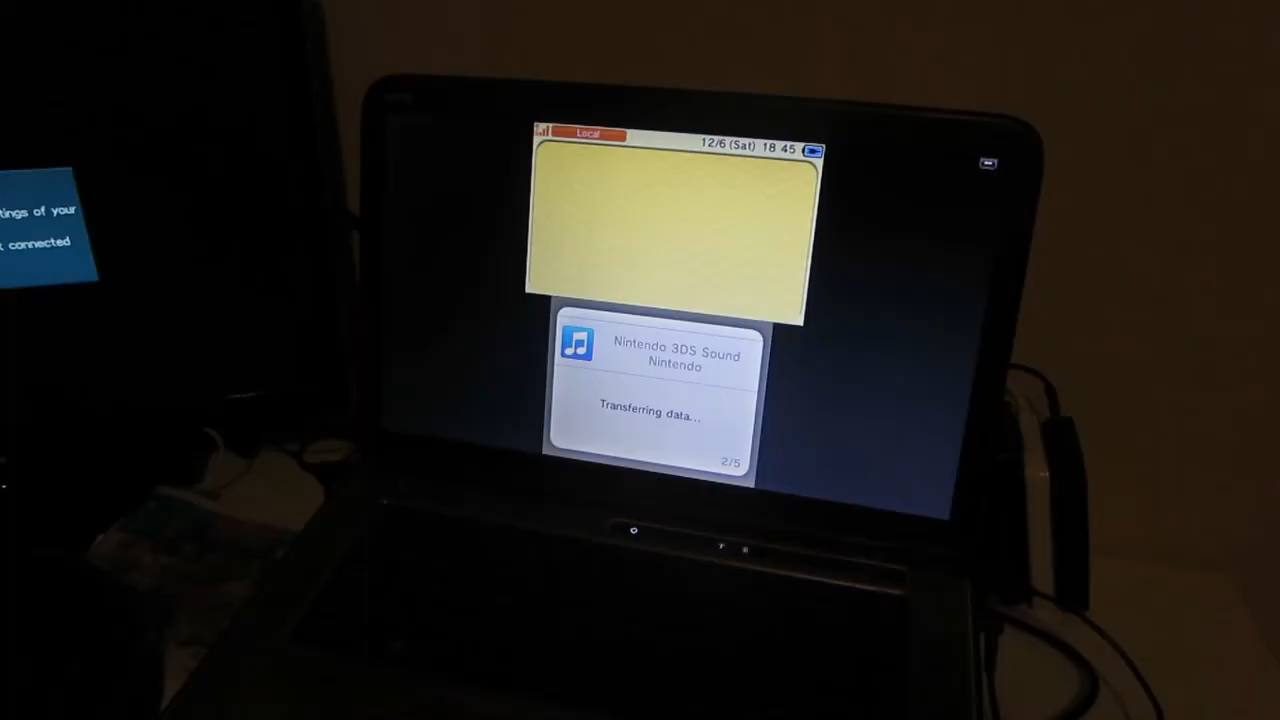 tings of your
connected
Local
12/6 (Sat) 18 45
Nintendo 3DS Sound
Nintendo
Transferring data...
2/5